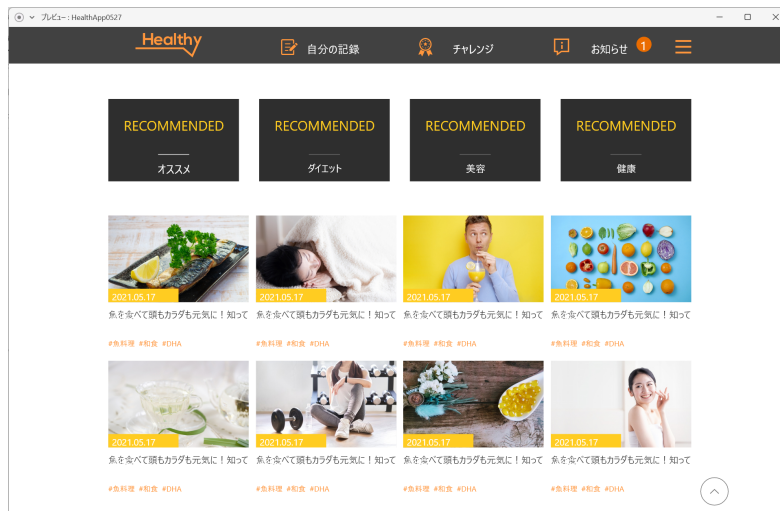 プレビュー : HealthApp0527
Healthy
自分の記録
チャレンジ
お知らせ
1
RECOMMENDED
オススメ
RECOMMENDED
ダイエット
RECOMMENDED
美容
RECOMMENDED
健康
2021.05.17
魚を食べて頭もカラダも元気に！知って
#魚料理 #和食 #DHA
2021.05.17
魚を食べて頭もカラダも元気に！知って
#魚料理 #和食 #DHA
2021.05.17
魚を食べて頭もカラダも元気に！知って
#魚料理 #和食 #DHA
2021.05.17
魚を食べて頭もカラダも元気に！知って
#魚料理 #和食 #DHA
2021.05.17
魚を食べて頭もカラダも元気に！知って
#魚料理 #和食 #DHA
2021.05.17
魚を食べて頭もカラダも元気に！知って
#魚料理 #和食 #DHA
2021.05.17
魚を食べて頭もカラダも元気に！知って
#魚料理 #和食 #DHA
2021.05.17
魚を食べて頭もカラダも元気に！知って
#魚料理 #和食 #DHA